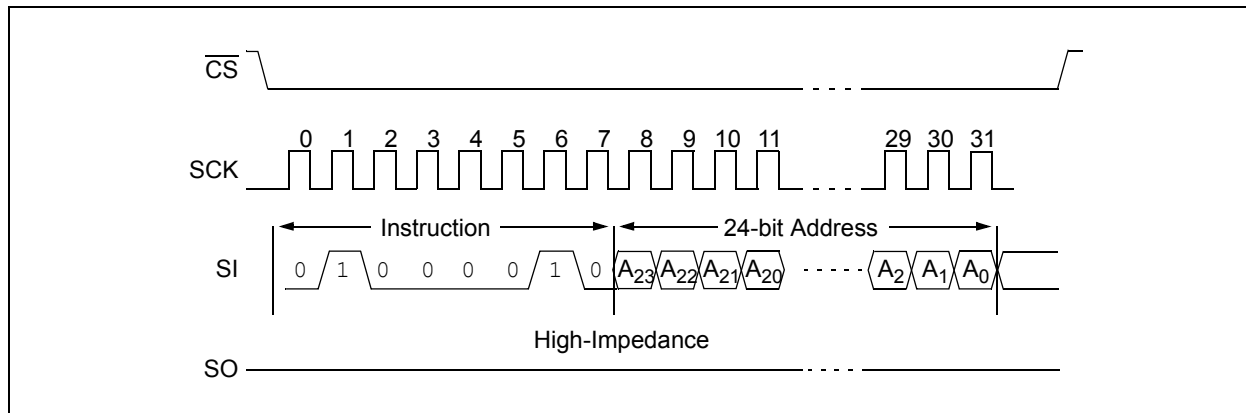 CS
0 1 2 3 4 5 6 7 8 9 10 11 29 30 31
SCK
Instruction 24-bit Address
SI 0 1 0 0 0 0 1 0 A23 A22 A21 A20 A2 A1 A0
High-Impedance
SO